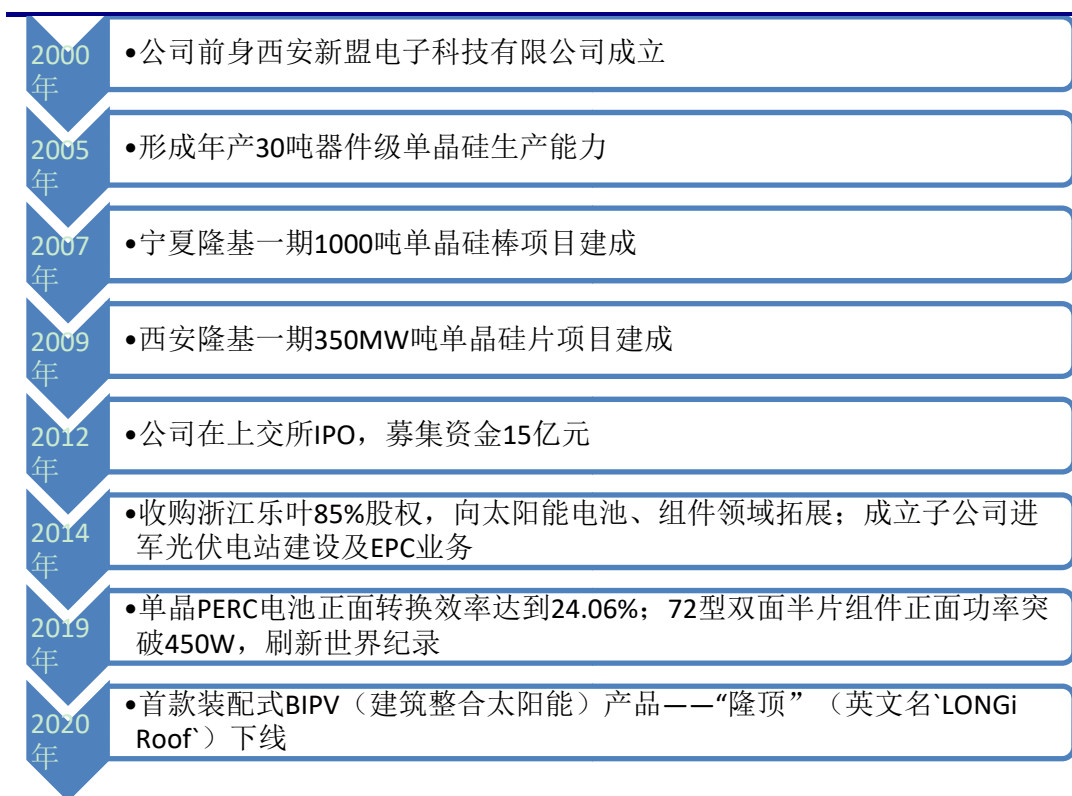 2000
年
•公司前身西安新盟电子科技有限公司成立
2005
年
•形成年产30吨器件级单晶硅生产能力
2007
年
•宁夏隆基一期1000吨单晶硅棒项目建成
2009
年
•西安隆基一期350MW吨单晶硅片项目建成
2012
年
•公司在上交所IPO，募集资金15亿元
2014
年
•收购浙江乐叶85%股权，向太阳能电池、组件领域拓展；成立子公司进
军光伏电站建设及EPC业务
2019
年
•单晶PERC电池正面转换效率达到24.06%；72型双面半片组件正面功率突
破450W，刷新世界纪录
2020
年
•首款装配式BIPV（建筑整合太阳能）产品——“隆顶”（英文名`LONGi
Roof`）下线